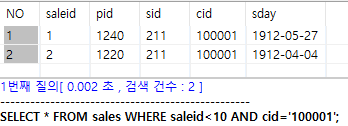 NO saleid pid sid cid sday
1 1 1240 211 100001 1912-05-27
2 2 1220 211 100001 1912-04-04
1번째 질의[ 0.002 초 , 검색 건수 : 2 ]
--------------------------------------------------
SELECT * FROM sales WHERE saleid<10 AND cid='100001';